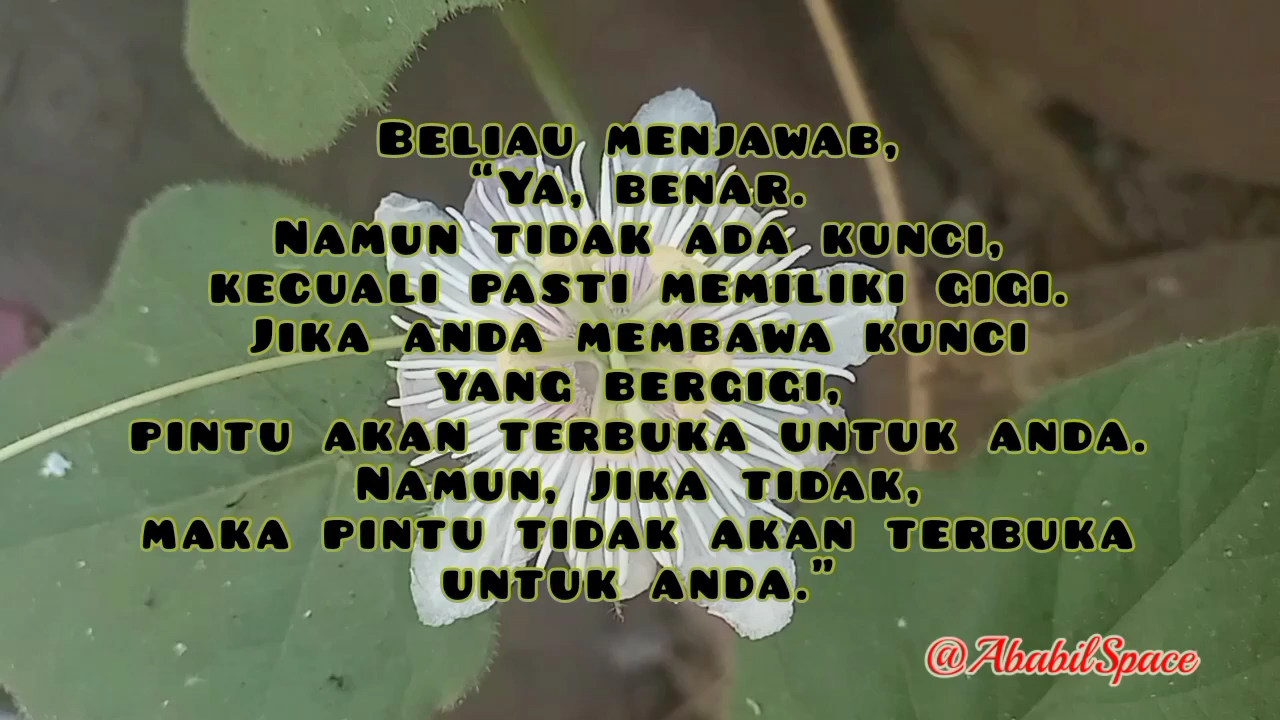 Beliau menjawab,
“Ya, benar.
Namun tidak ada kunci,
kecuali pasti memiliki gigi.
Jika anda membawa kunci
yang bergigi,
pintu akan terbuka untuk anda.
Namun, jika tidak,
maka pintu tidak akan terbuka
untuk anda.”
@AbabilSpace